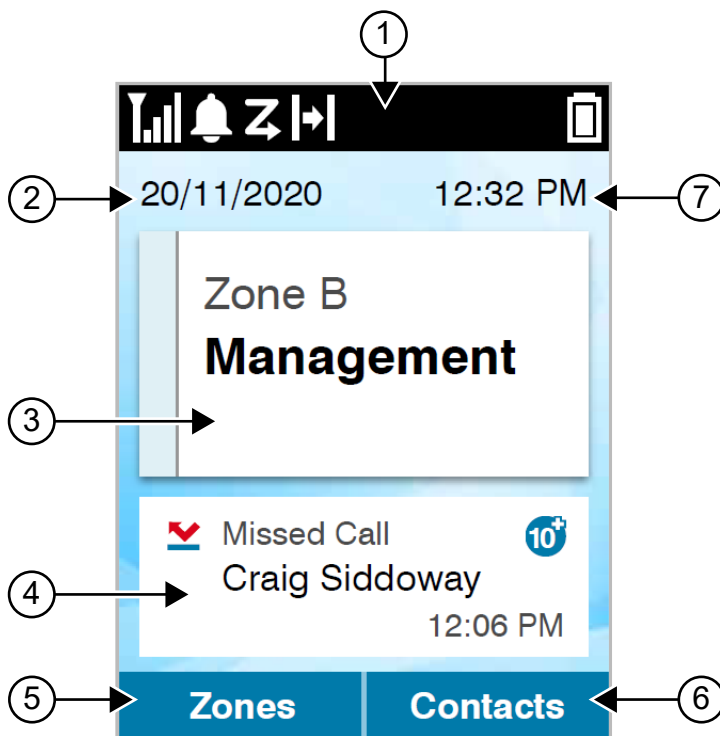 1
2
20/11/2020 12:32 PM
7
Zone B
Management
3
Missed Call 10+
Craig Siddoway
4
12:06 PM
5
Zones Contacts
6